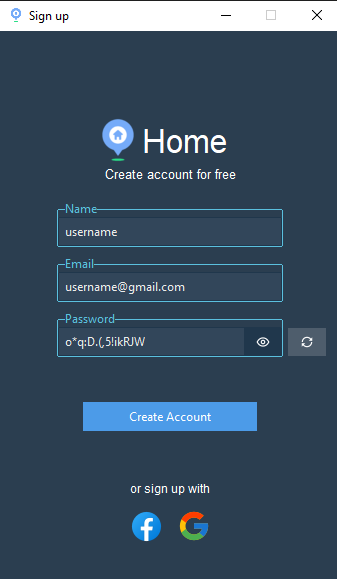 Sign up
Home
Create account for free
Name
username
Email
username@gmail.com
Password
o*q:D.(,5!ikRJW
Create Account
or sign up with